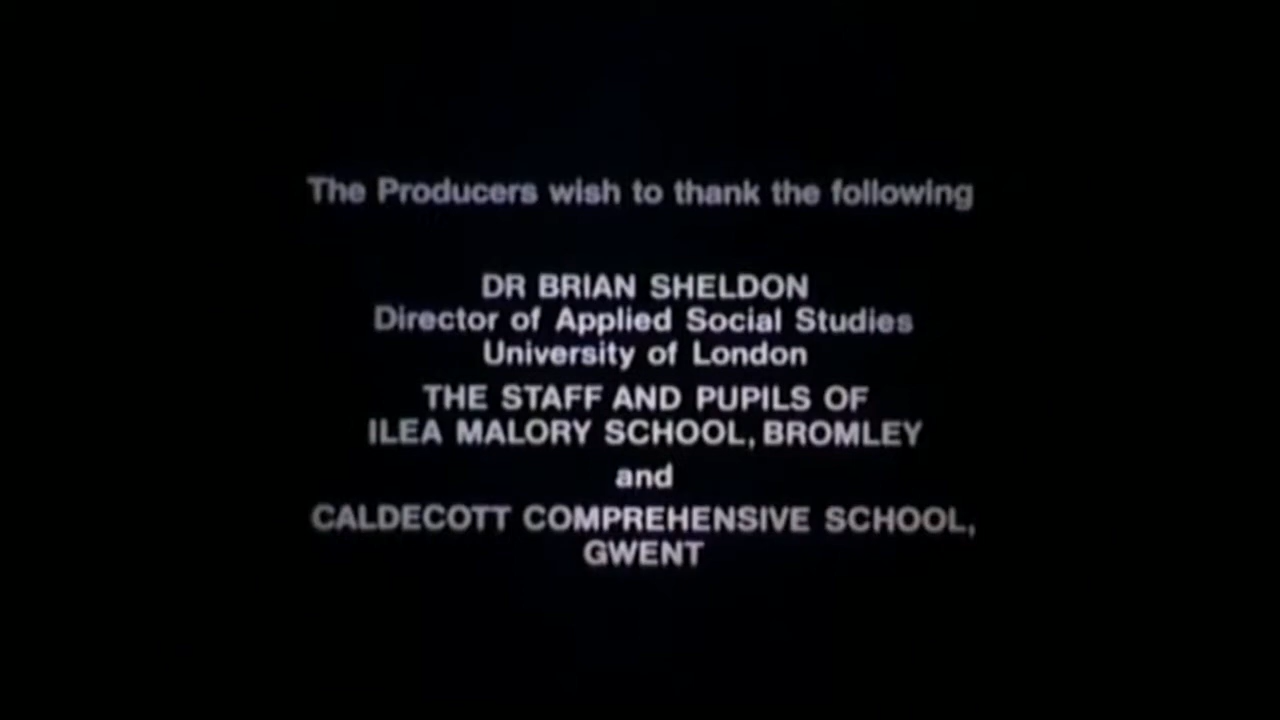 The Producers wish to thank the following
DR BRIAN SHELDON
Director of Applied Social Studies
University of London
THE STAFF AND PUPILS OF
ILEA MALORY SCHOOL, BROMLEY
and
CALDECOTT COMPREHENSIVE SCHOOL,
GWENT